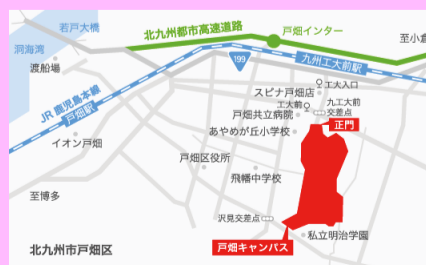 若戸大橋
北九州都市高速道路
戸畑インター
至小倉
洞海湾
渡船場
199
九州工大前駅
工大入口
スピナ戸畑店
JR 鹿児島本線
戸畑駅
工大前
九工大前
交差点
戸畑共立病院
正門
あやめが丘小学校
イオン戸畑
戸畑区役所
飛幡中学校
至博多
沢見交差点
私立明治学園
北九州市戸畑区
戸畑キャンパス